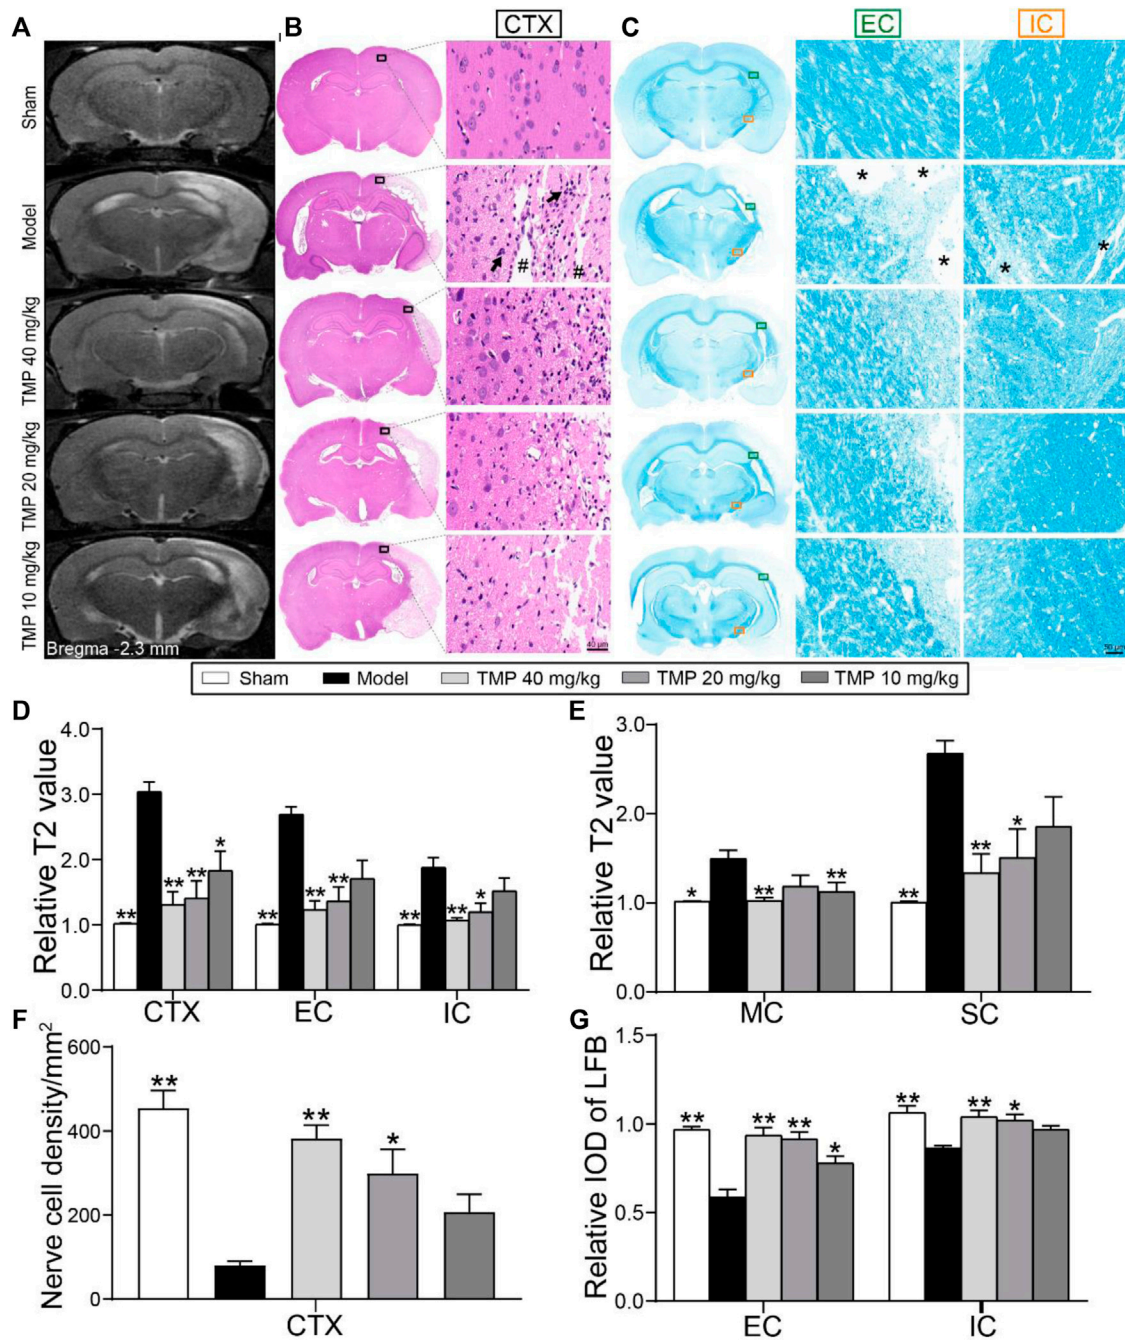 A B CTX C EC IC
Sham
Model
* * *
* *
# #
TMP 40 mg/kg
TMP 20 mg/kg
TMP 10 mg/kg
Bregma -2.3 mm
40 μm
Sham Model TMP 40 mg/kg TMP 20 mg/kg TMP 10 mg/kg
D
Relative T2 value
4.0
3.0
2.0
1.0
0.0
** ** ** *
** ** **
** ** *
CTX EC IC
E
Relative T2 value
3.0
2.0
1.0
0.0
* ** **
** ** *
MC SC
F
Nerve cell density/mm²
600
400
200
0
** ** *
CTX
G
Relative IOD of LFB
1.5
1.0
0.5
0.0
** ** ** *
** ** *
EC IC